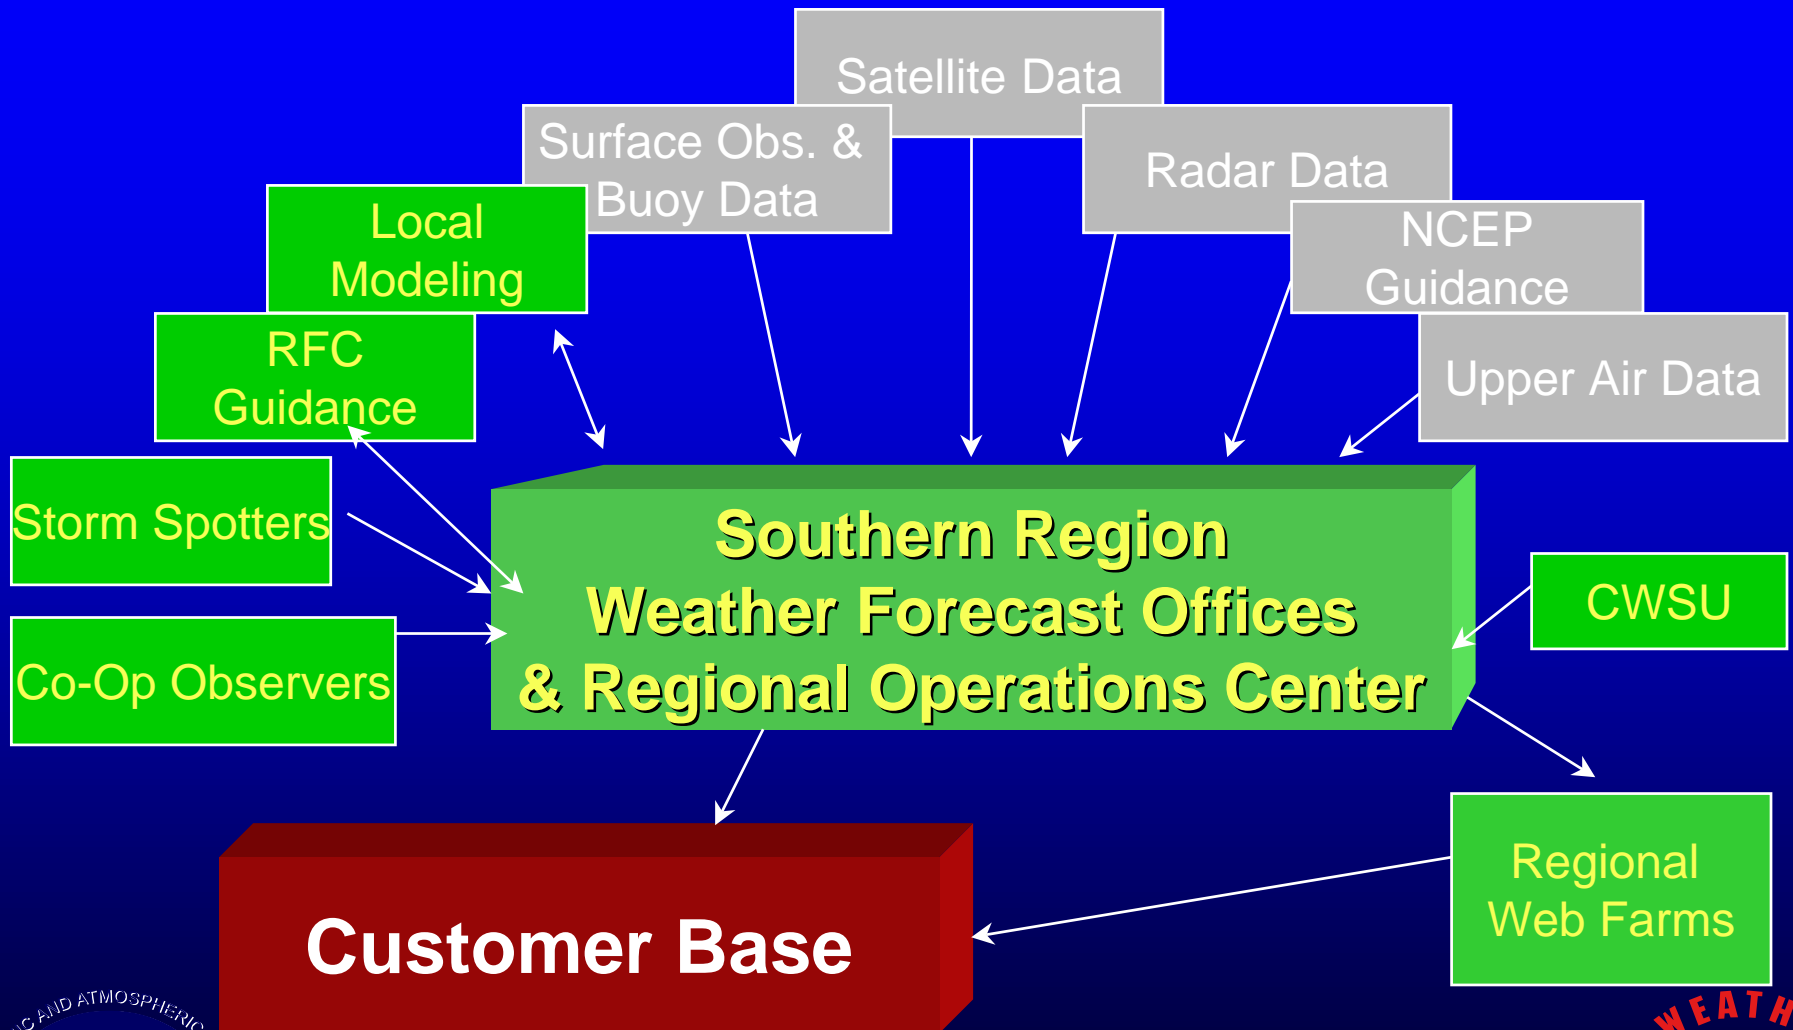 Satellite Data
Surface Obs. &
Buoy Data
Radar Data
Local
Modeling
NCEP
Guidance
RFC
Guidance
Upper Air Data
Storm Spotters
Southern Region
Weather Forecast Offices
& Regional Operations Center
CWSU
Co-Op Observers
Regional
Web Farms
Customer Base
AND ATMOSPHERIC